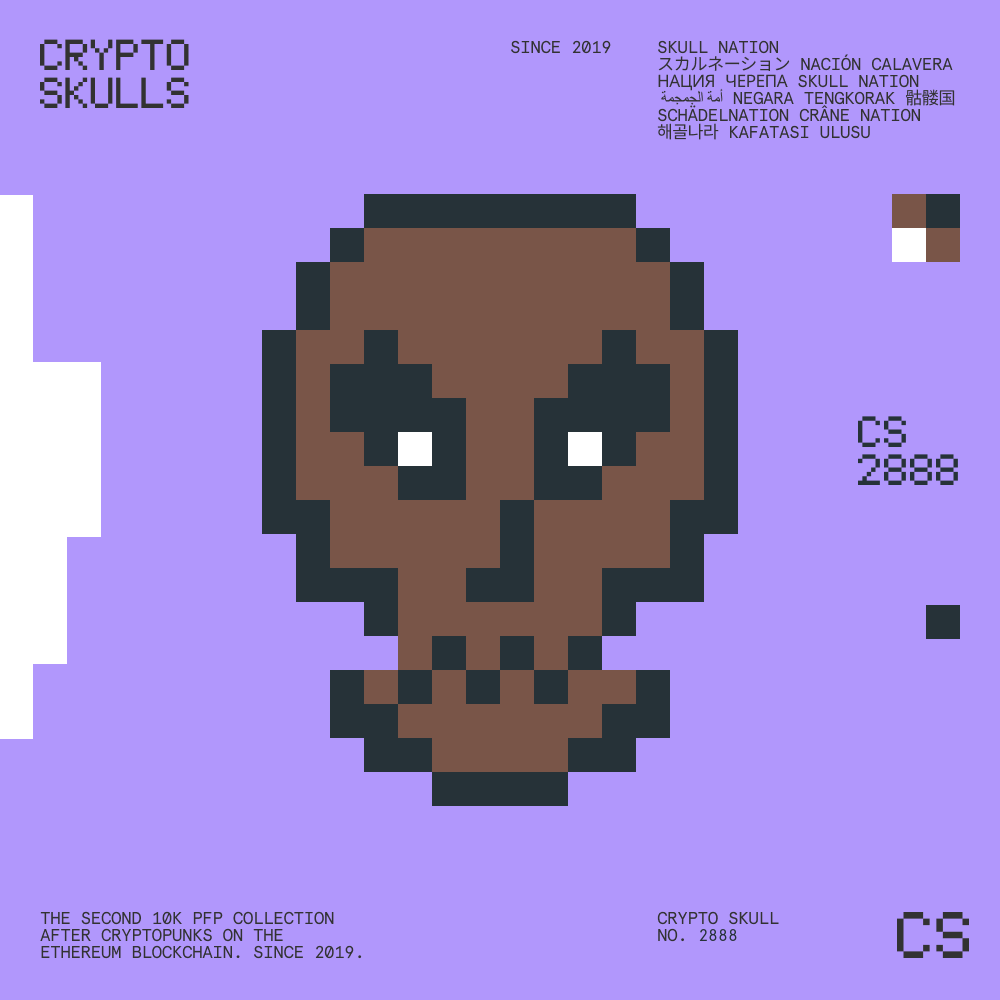 CRYPTO
SKULLS
SINCE 2019
SKULL NATION
スカルネーション NACIÓN CALAVERA
НАЦИЯ ЧЕРЕПА SKULL NATION
أمة الجمجمة NEGARA TENGKORAK 骷髅国
SCHÄDELNATION CRÂNE NATION
해골나라 KAFATASI ULUSU
CS
2888
THE SECOND 10K PFP COLLECTION
AFTER CRYPTOPUNKS ON THE
ETHEREUM BLOCKCHAIN. SINCE 2019.
CRYPTO SKULL
NO. 2888
CS